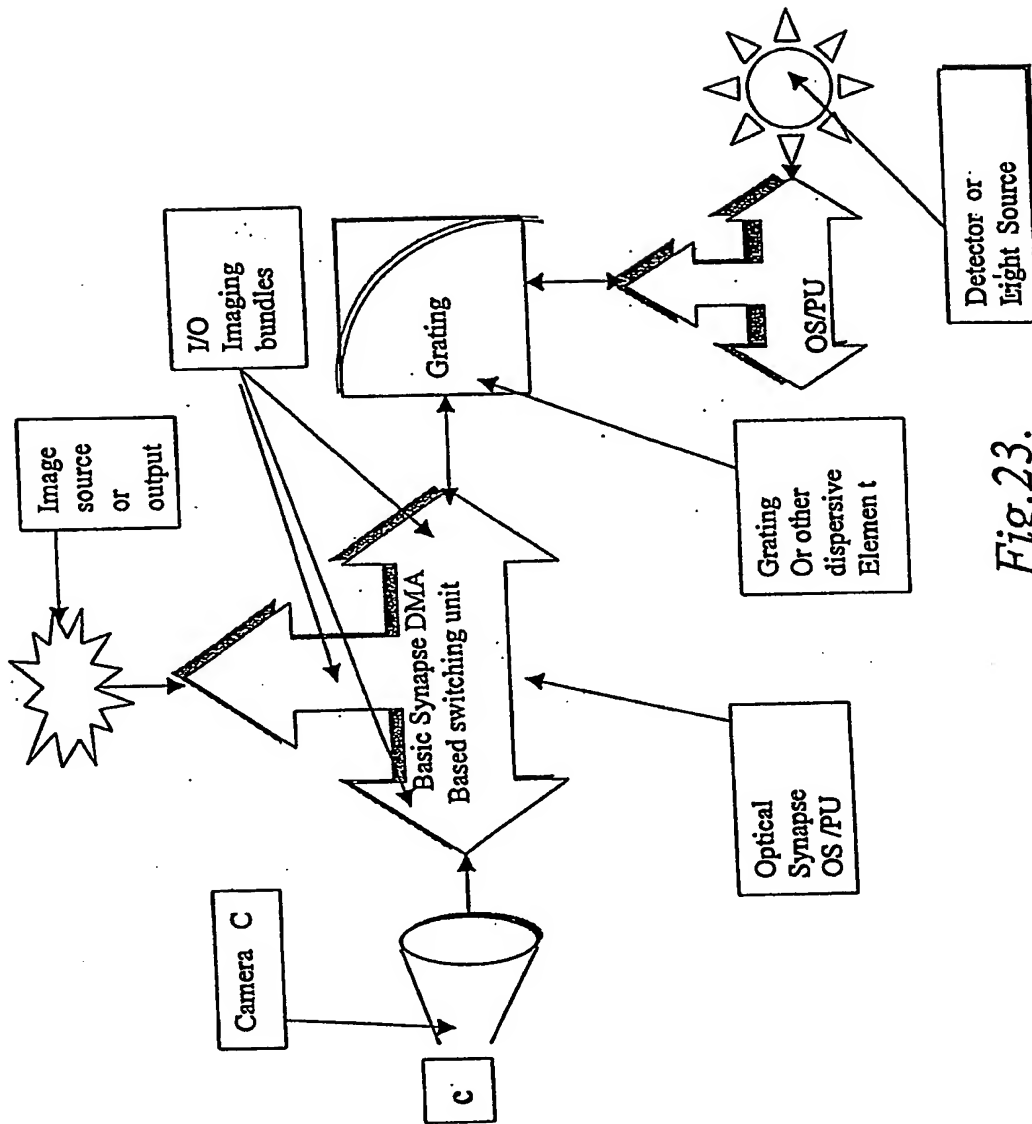 Image
source
or
output
I/O
Imaging
bundles
Camera C
c
Basic Synapse DMA
Based switching unit
Grating
OS/PU
Optical
Synapse
OS /PU
Grating
Or other
dispersive
Elemen t
Detector or
Light Source
Fig.23.